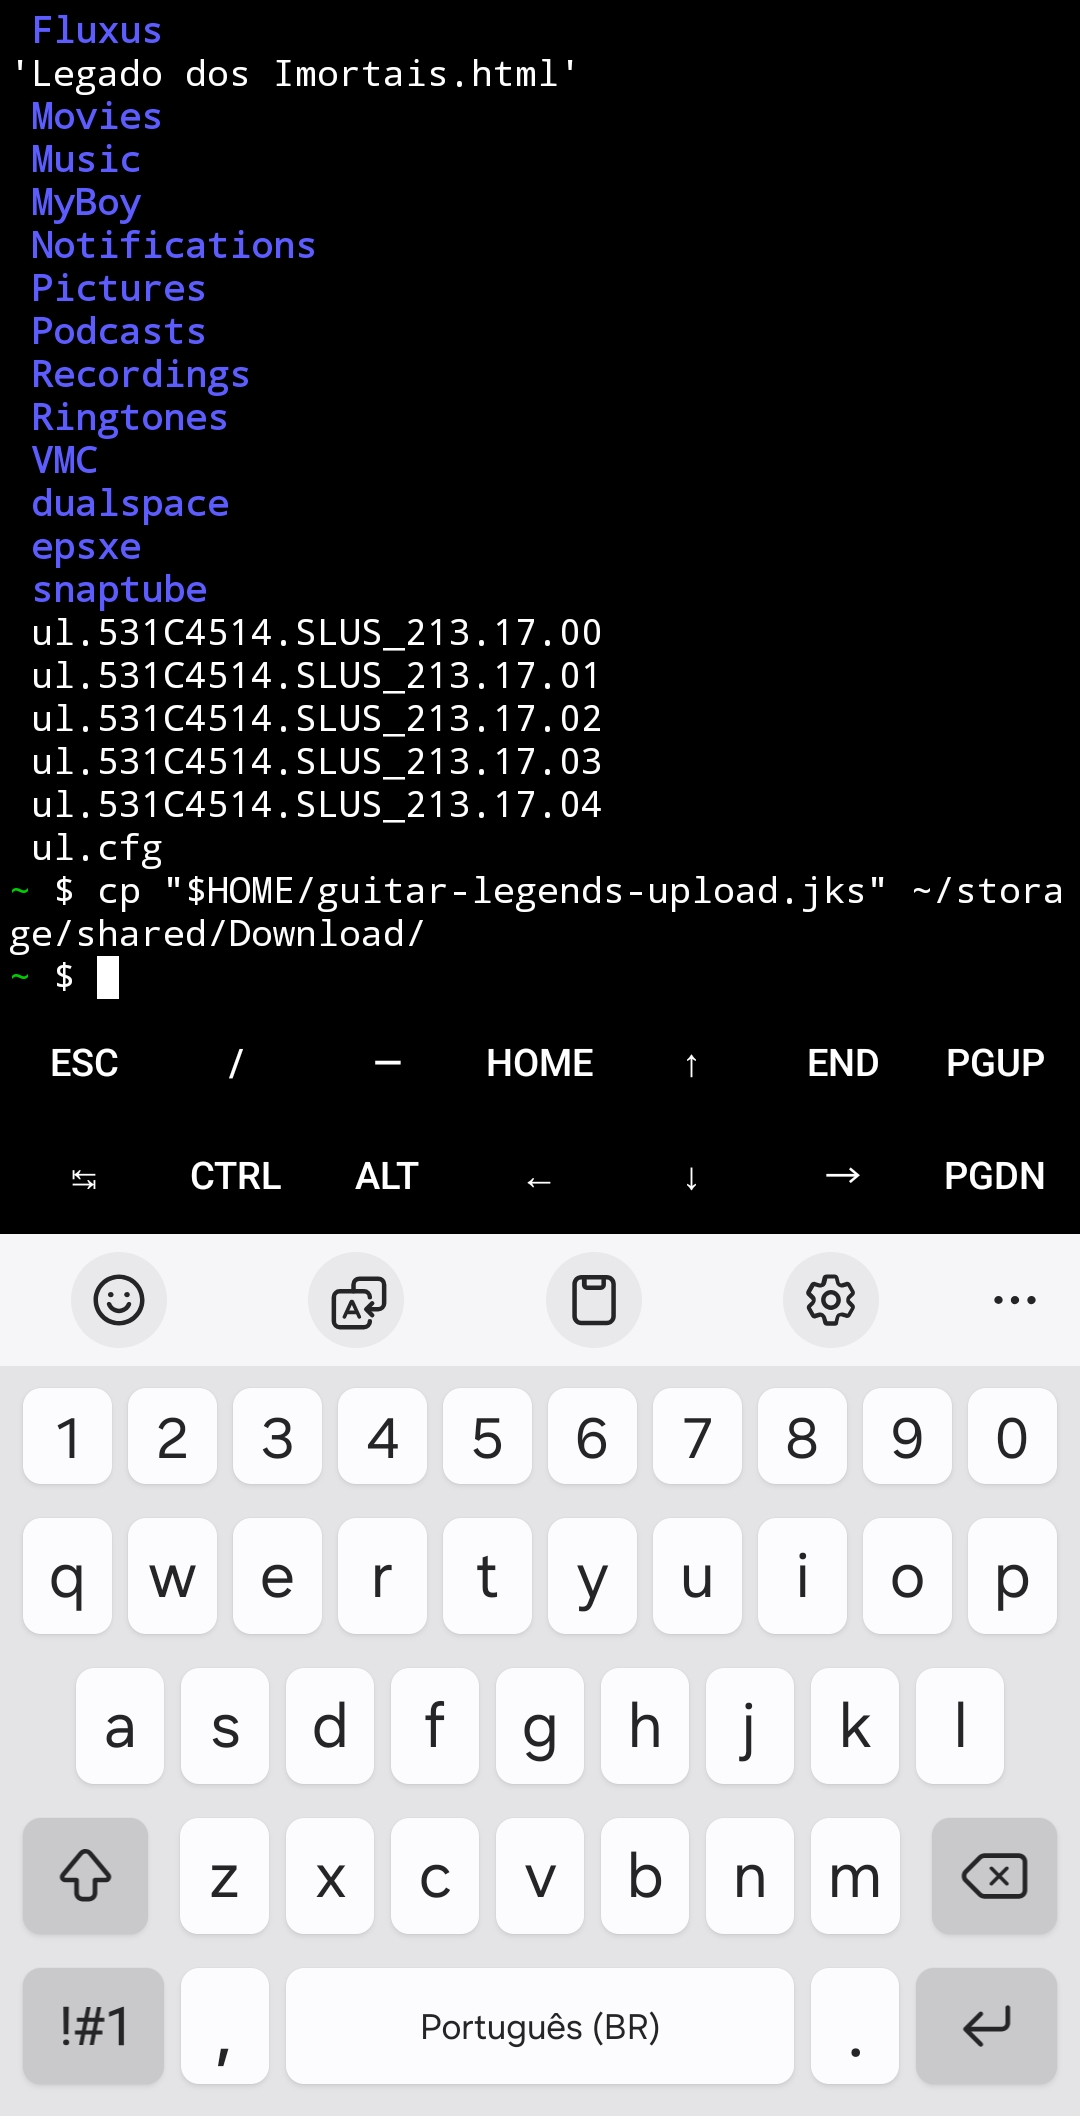 Fluxus
'Legado dos Imortais.html'
Movies
Music
MyBoy
Notifications
Pictures
Podcasts
Recordings
Ringtones
VMC
dualspace
epsxe
snaptube
ul.531C4514.SLUS_213.17.00
ul.531C4514.SLUS_213.17.01
ul.531C4514.SLUS_213.17.02
ul.531C4514.SLUS_213.17.03
ul.531C4514.SLUS_213.17.04
ul.cfg
~ $ cp "$HOME/guitar-legends-upload.jks" ~/stora
ge/shared/Download/
~ $
ESC / — HOME ↑ END PGUP
↹ CTRL ALT ← ↓ → PGDN
A
1 2 3 4 5 6 7 8 9 0
q w e r t y u i o p
a s d f g h j k l
z x c v b n m
!#1 , Português (BR) .